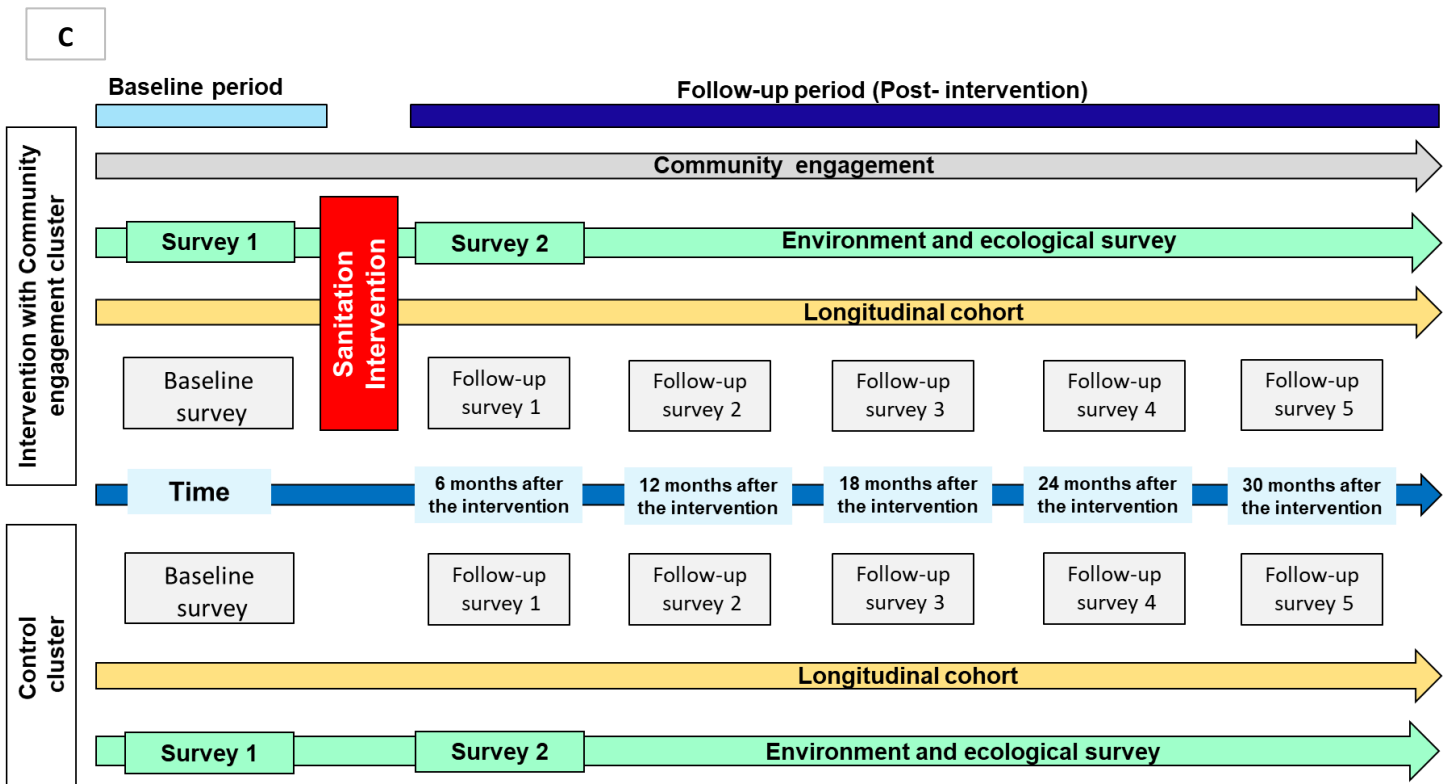 C
Baseline period
Follow-up period (Post- intervention)
Intervention with Community
engagement cluster
Community engagement
Survey 1
Sanitation
Intervention
Survey 2
Environment and ecological survey
Longitudinal cohort
Baseline
survey
Follow-up
survey 1
Follow-up
survey 2
Follow-up
survey 3
Follow-up
survey 4
Follow-up
survey 5
Time
6 months after
the intervention
12 months after
the intervention
18 months after
the intervention
24 months after
the intervention
30 months after
the intervention
Control
cluster
Baseline
survey
Follow-up
survey 1
Follow-up
survey 2
Follow-up
survey 3
Follow-up
survey 4
Follow-up
survey 5
Longitudinal cohort
Survey 1
Survey 2
Environment and ecological survey